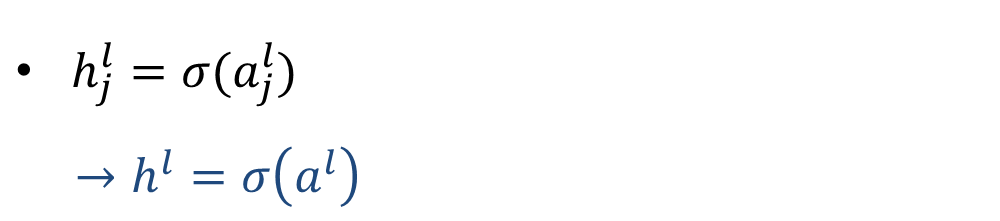 • ℎ_j^l = σ(a_j^l)
→ ℎ^l = σ(a^l)